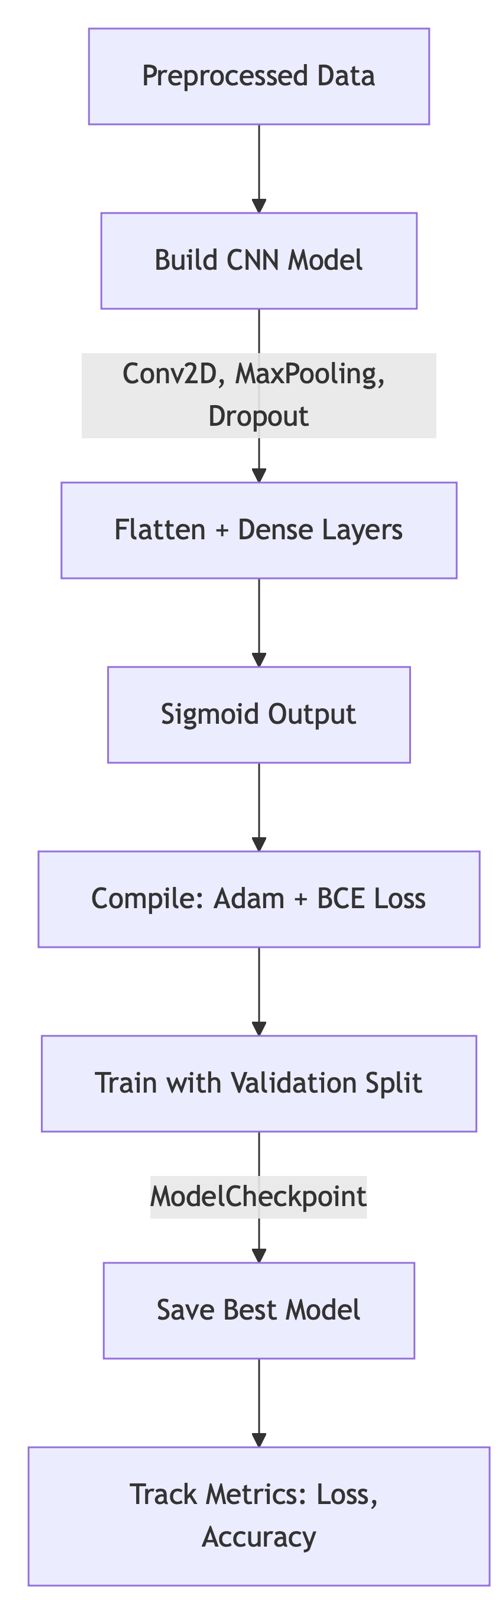 Preprocessed Data
Build CNN Model
Conv2D, MaxPooling,
Dropout
Flatten + Dense Layers
Sigmoid Output
Compile: Adam + BCE Loss
Train with Validation Split
ModelCheckpoint
Save Best Model
Track Metrics: Loss,
Accuracy